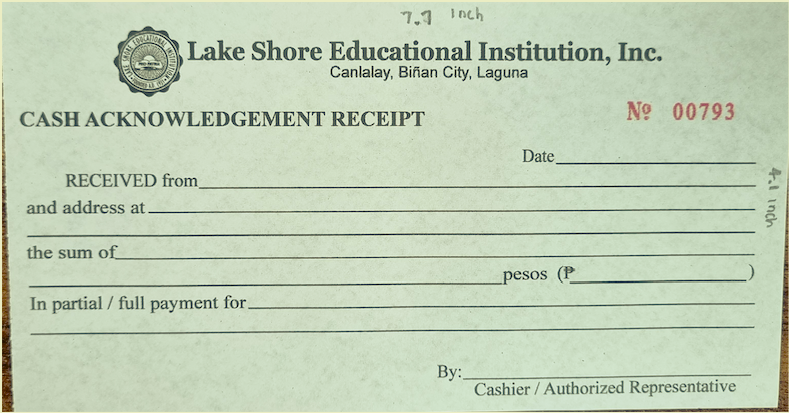 7.7 inch
Lake Shore Educational Institution, Inc.
Canlalay, Biñan City, Laguna
CASH ACKNOWLEDGEMENT RECEIPT
Nº 00793
Date
RECEIVED from
and address at
4.1 inch
the sum of
pesos (₱ )
In partial / full payment for
By:
Cashier / Authorized Representative